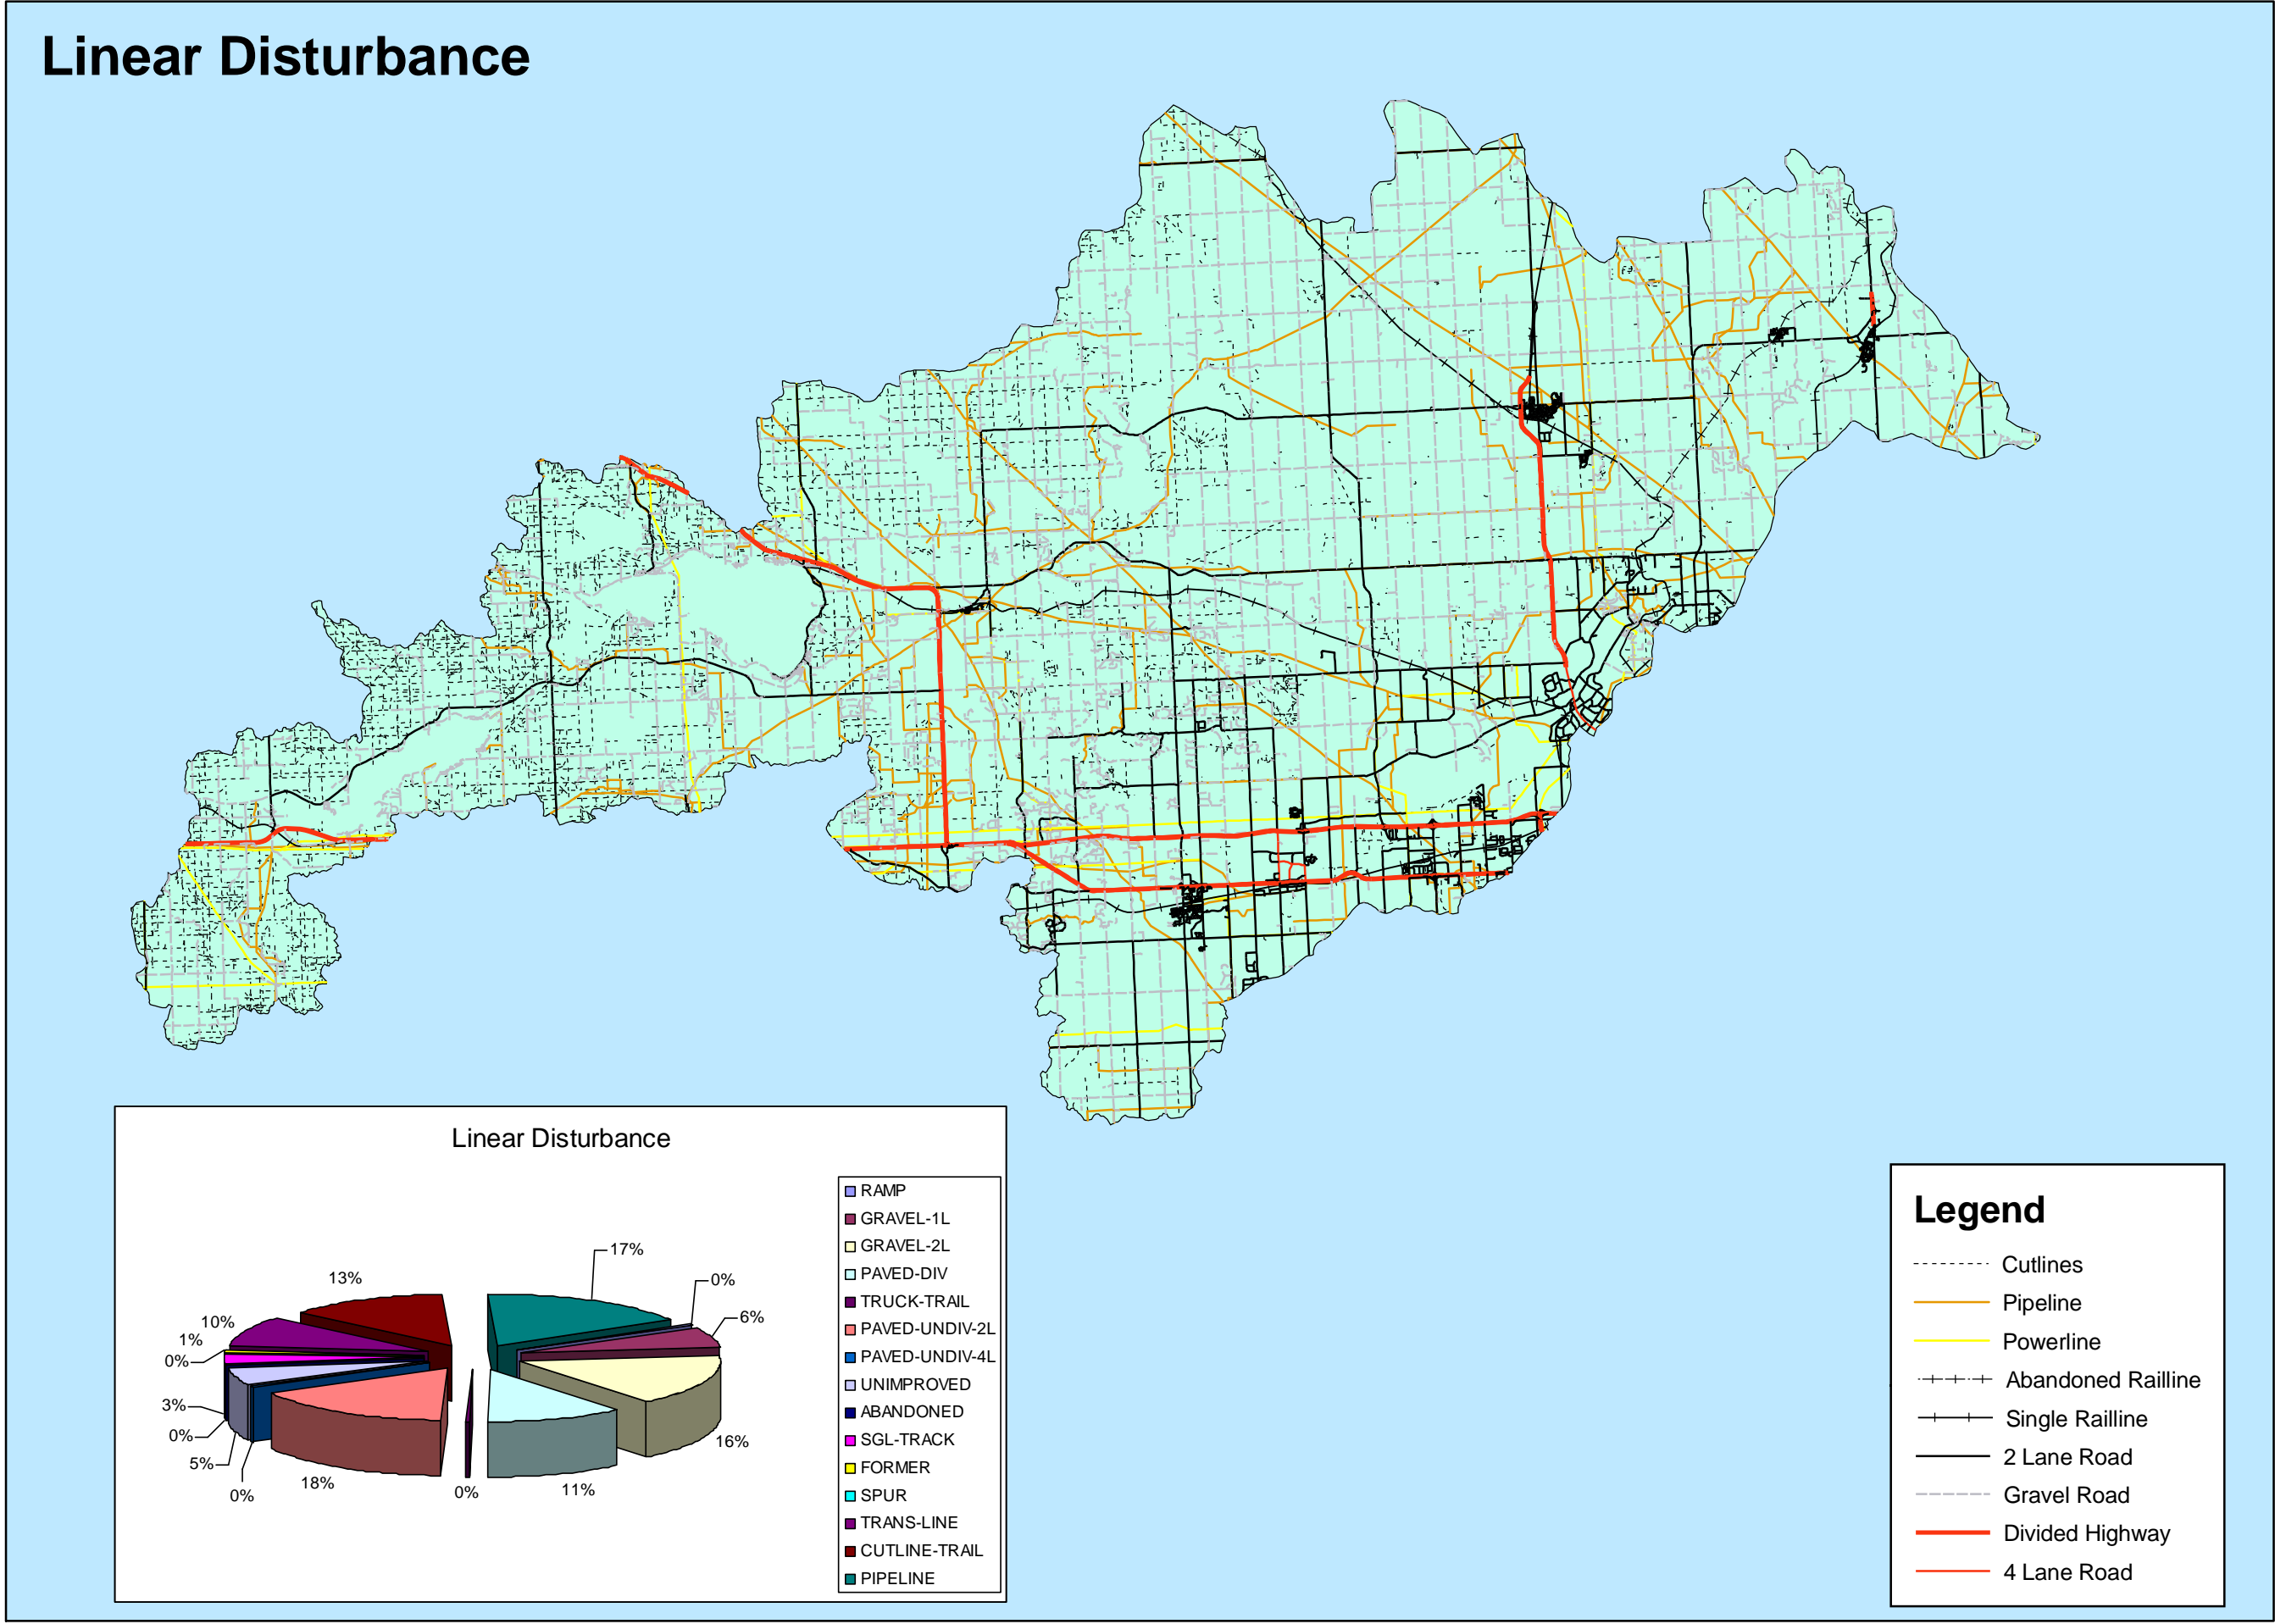 Linear Disturbance
Linear Disturbance
17%
0%
6%
16%
11%
0%
18%
0%
5%
0%
3%
0%
1%
10%
13%
RAMP
GRAVEL-1L
GRAVEL-2L
PAVED-DIV
TRUCK-TRAIL
PAVED-UNDIV-2L
PAVED-UNDIV-4L
UNIMPROVED
ABANDONED
SGL-TRACK
FORMER
SPUR
TRANS-LINE
CUTLINE-TRAIL
PIPELINE
Legend
Cutlines
Pipeline
Powerline
Abandoned Railline
Single Railline
2 Lane Road
Gravel Road
Divided Highway
4 Lane Road